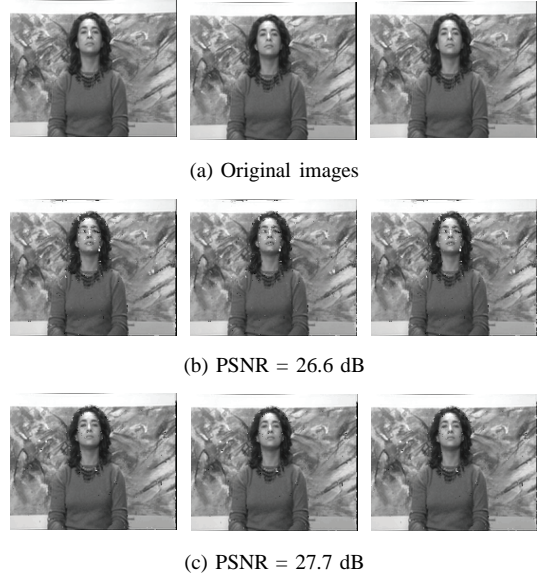 (a) Original images
(b) PSNR = 26.6 dB
(c) PSNR = 27.7 dB